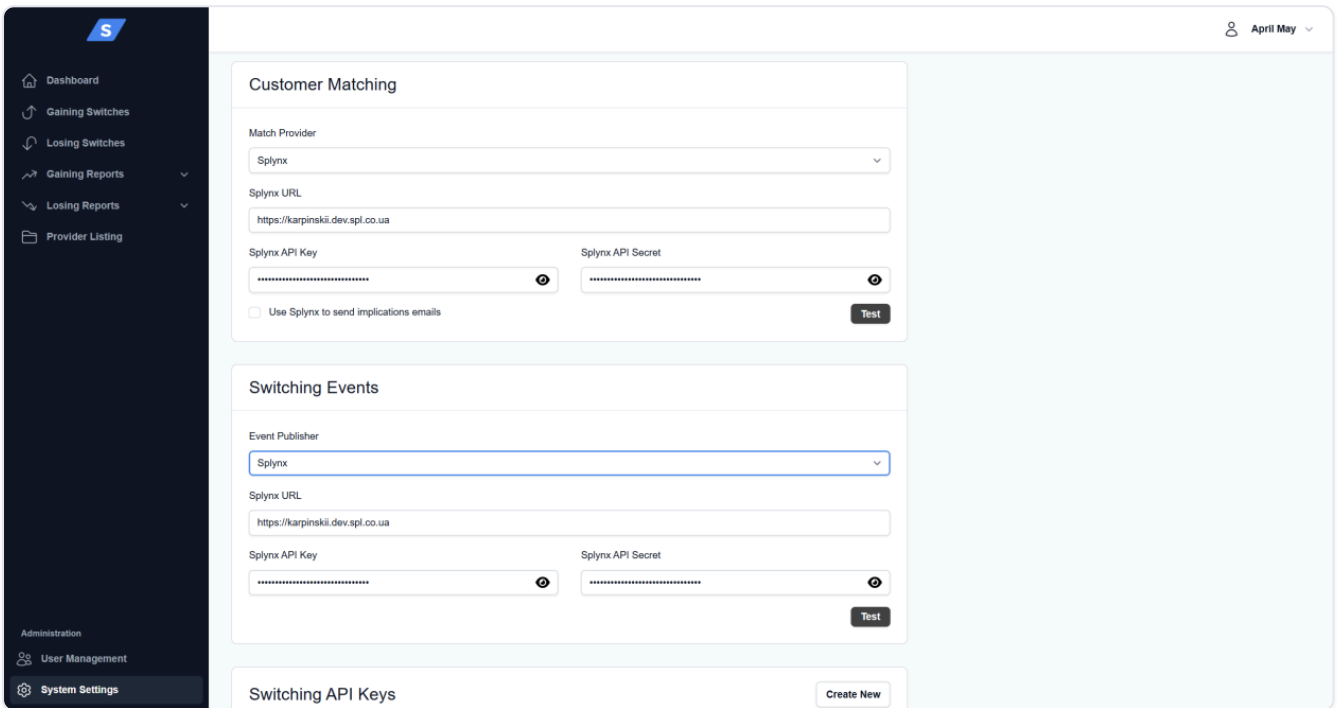 S
April May
Dashboard
Gaining Switches
Losing Switches
Gaining Reports
Losing Reports
Provider Listing
Administration
User Management
System Settings
Customer Matching
Match Provider
Splynx
Splynx URL
https://karpinskii.dev.spl.co.ua
Splynx API Key Splynx API Secret
•••••••••••••••••••••••••••••••• ••••••••••••••••••••••••••••••••
Use Splynx to send implications emails Test
Switching Events
Event Publisher
Splynx
Splynx URL
https://karpinskii.dev.spl.co.ua
Splynx API Key Splynx API Secret
•••••••••••••••••••••••••••••••• ••••••••••••••••••••••••••••••••
Test
Switching API Keys Create New